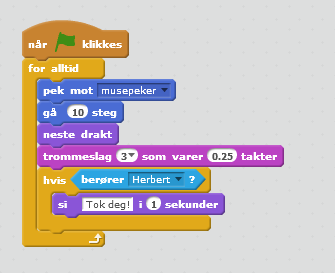 når klikkes
for alltid
pek mot musepeker
gå 10 steg
neste drakt
trommeslag 3 som varer 0.25 takter
hvis berører Herbert ?
si Tok deg! i 1 sekunder